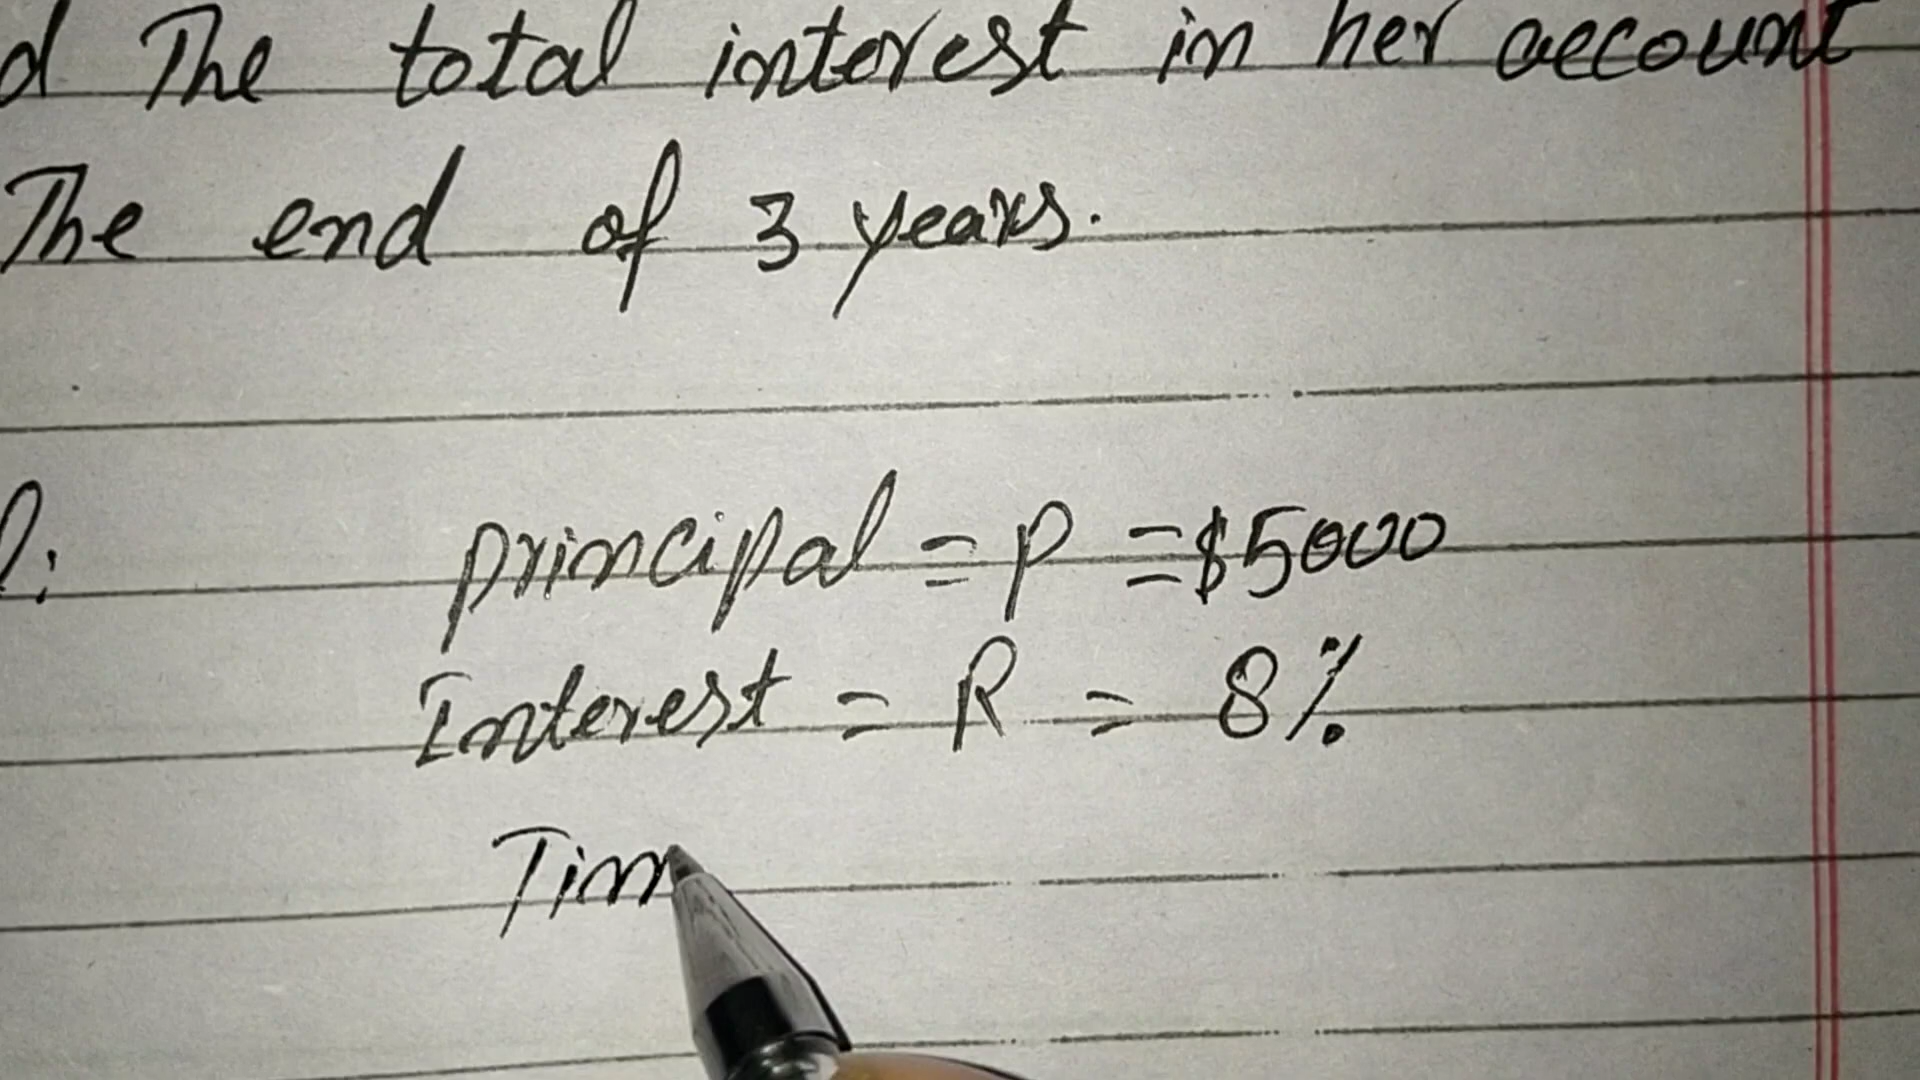 d The total interest in her account
The end of 3 years.
l:
principal = P = $5000
Interest = R = 8%
Tim